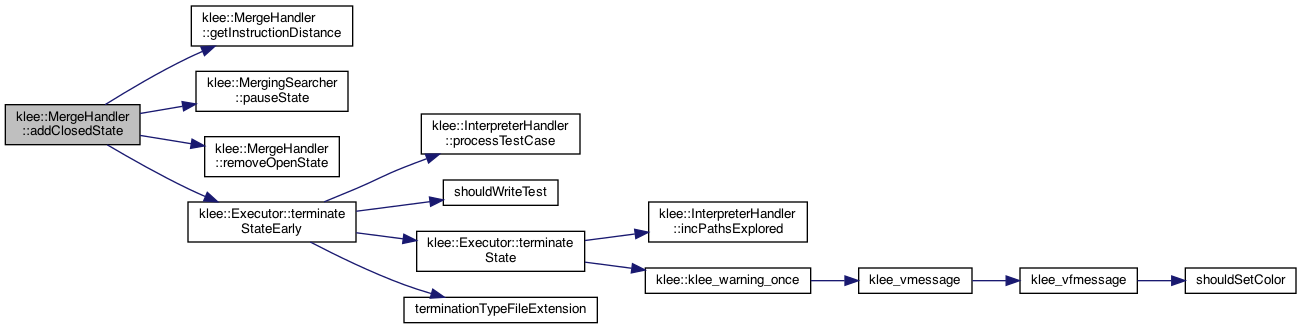 klee::MergeHandler
::getInstructionDistance
klee::MergingSearcher
::pauseState
klee::MergeHandler
::addClosedState
klee::MergeHandler
::removeOpenState
klee::Executor::terminate
StateEarly
klee::InterpreterHandler
::processTestCase
shouldWriteTest
klee::Executor::terminate
State
terminationTypeFileExtension
klee::InterpreterHandler
::incPathsExplored
klee::klee_warning_once
klee_vmessage
klee_vfmessage
shouldSetColor